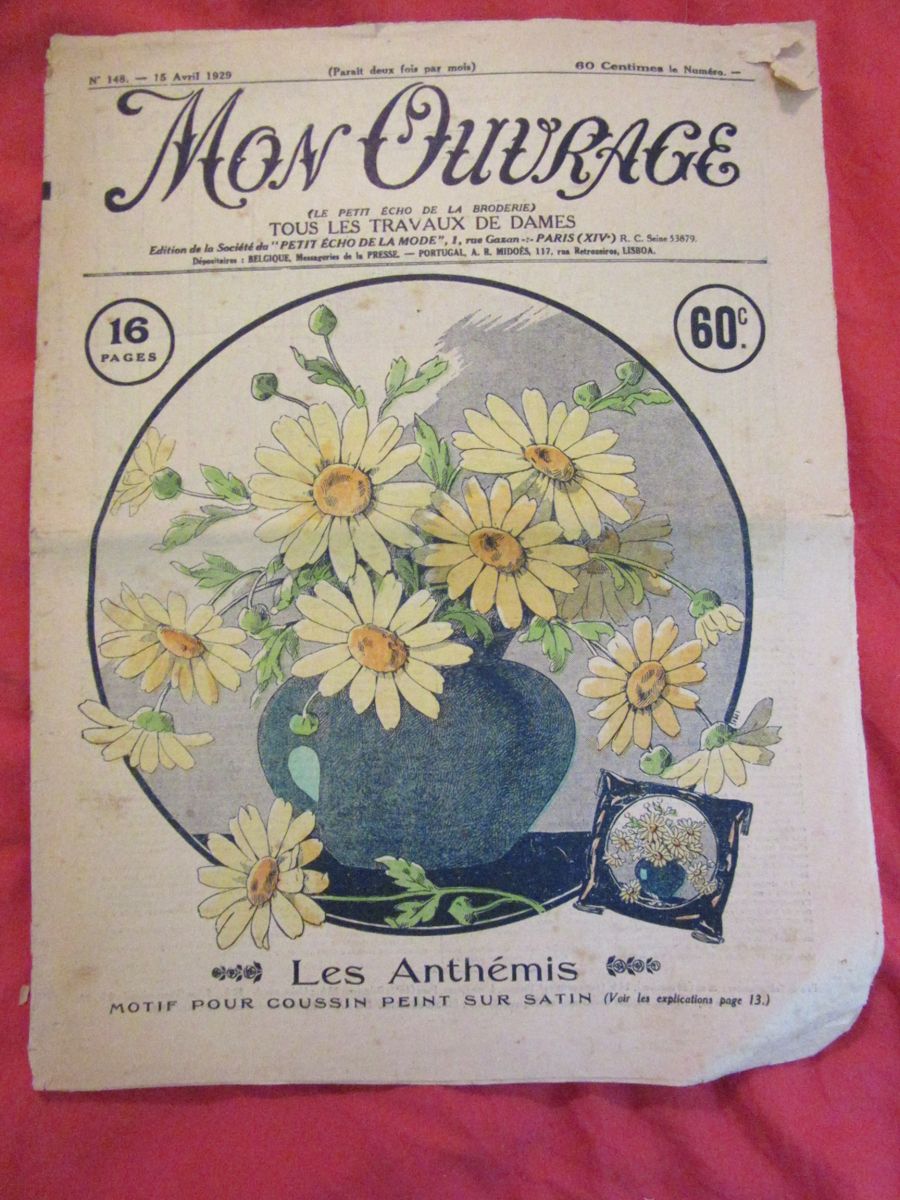 N° 148. — 15 Avril 1929 (Paraît deux fois par mois) 60 Centimes le Numéro. —
MON OUVRAGE
(LE PETIT ÉCHO DE LA BRODERIE)
TOUS LES TRAVAUX DE DAMES
Edition de la Société du "PETIT ÉCHO DE LA MODE", 1, rue Gazan -:- PARIS (XIVe) R. C. Seine 53879.
Dépositaires : BELGIQUE, Messageries de la PRESSE. — PORTUGAL, A. B. MIDOËS, 117, rua Retrozeiros, LISBOA.
16
PAGES
60c.
Les Anthémis
MOTIF POUR COUSSIN PEINT SUR SATIN (Voir les explications page 13.)